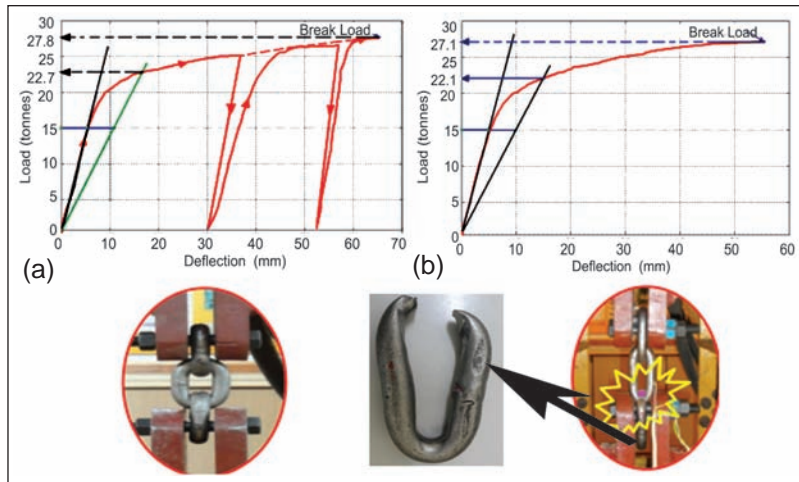 30
27.8
25
22.7
20
15
10
5
0
Load (tonnes)
Break Load
0 10 20 30 40 50 60 70
Deflection (mm)
(a)
30
27.1
25
22.1
20
15
10
5
0
Load (tonnes)
Break Load
0 10 20 30 40 50 60
Deflection (mm)
(b)